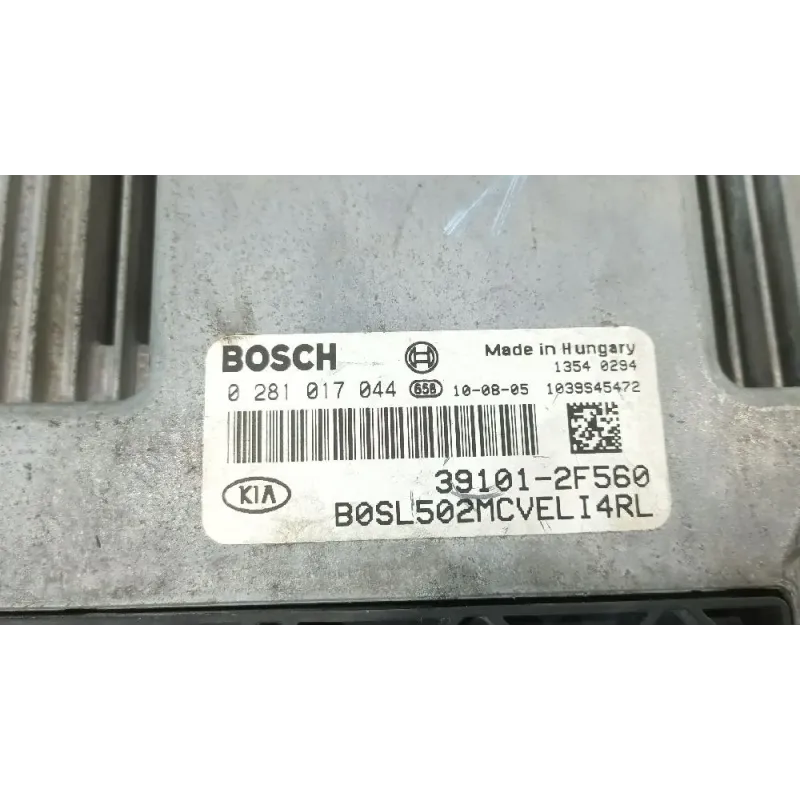 BOSCH Made in Hungary
1354 0294
0 281 017 044 658 10-08-05 1039S45472
39101-2F560
KIA
B0SL502MCVELI4RL